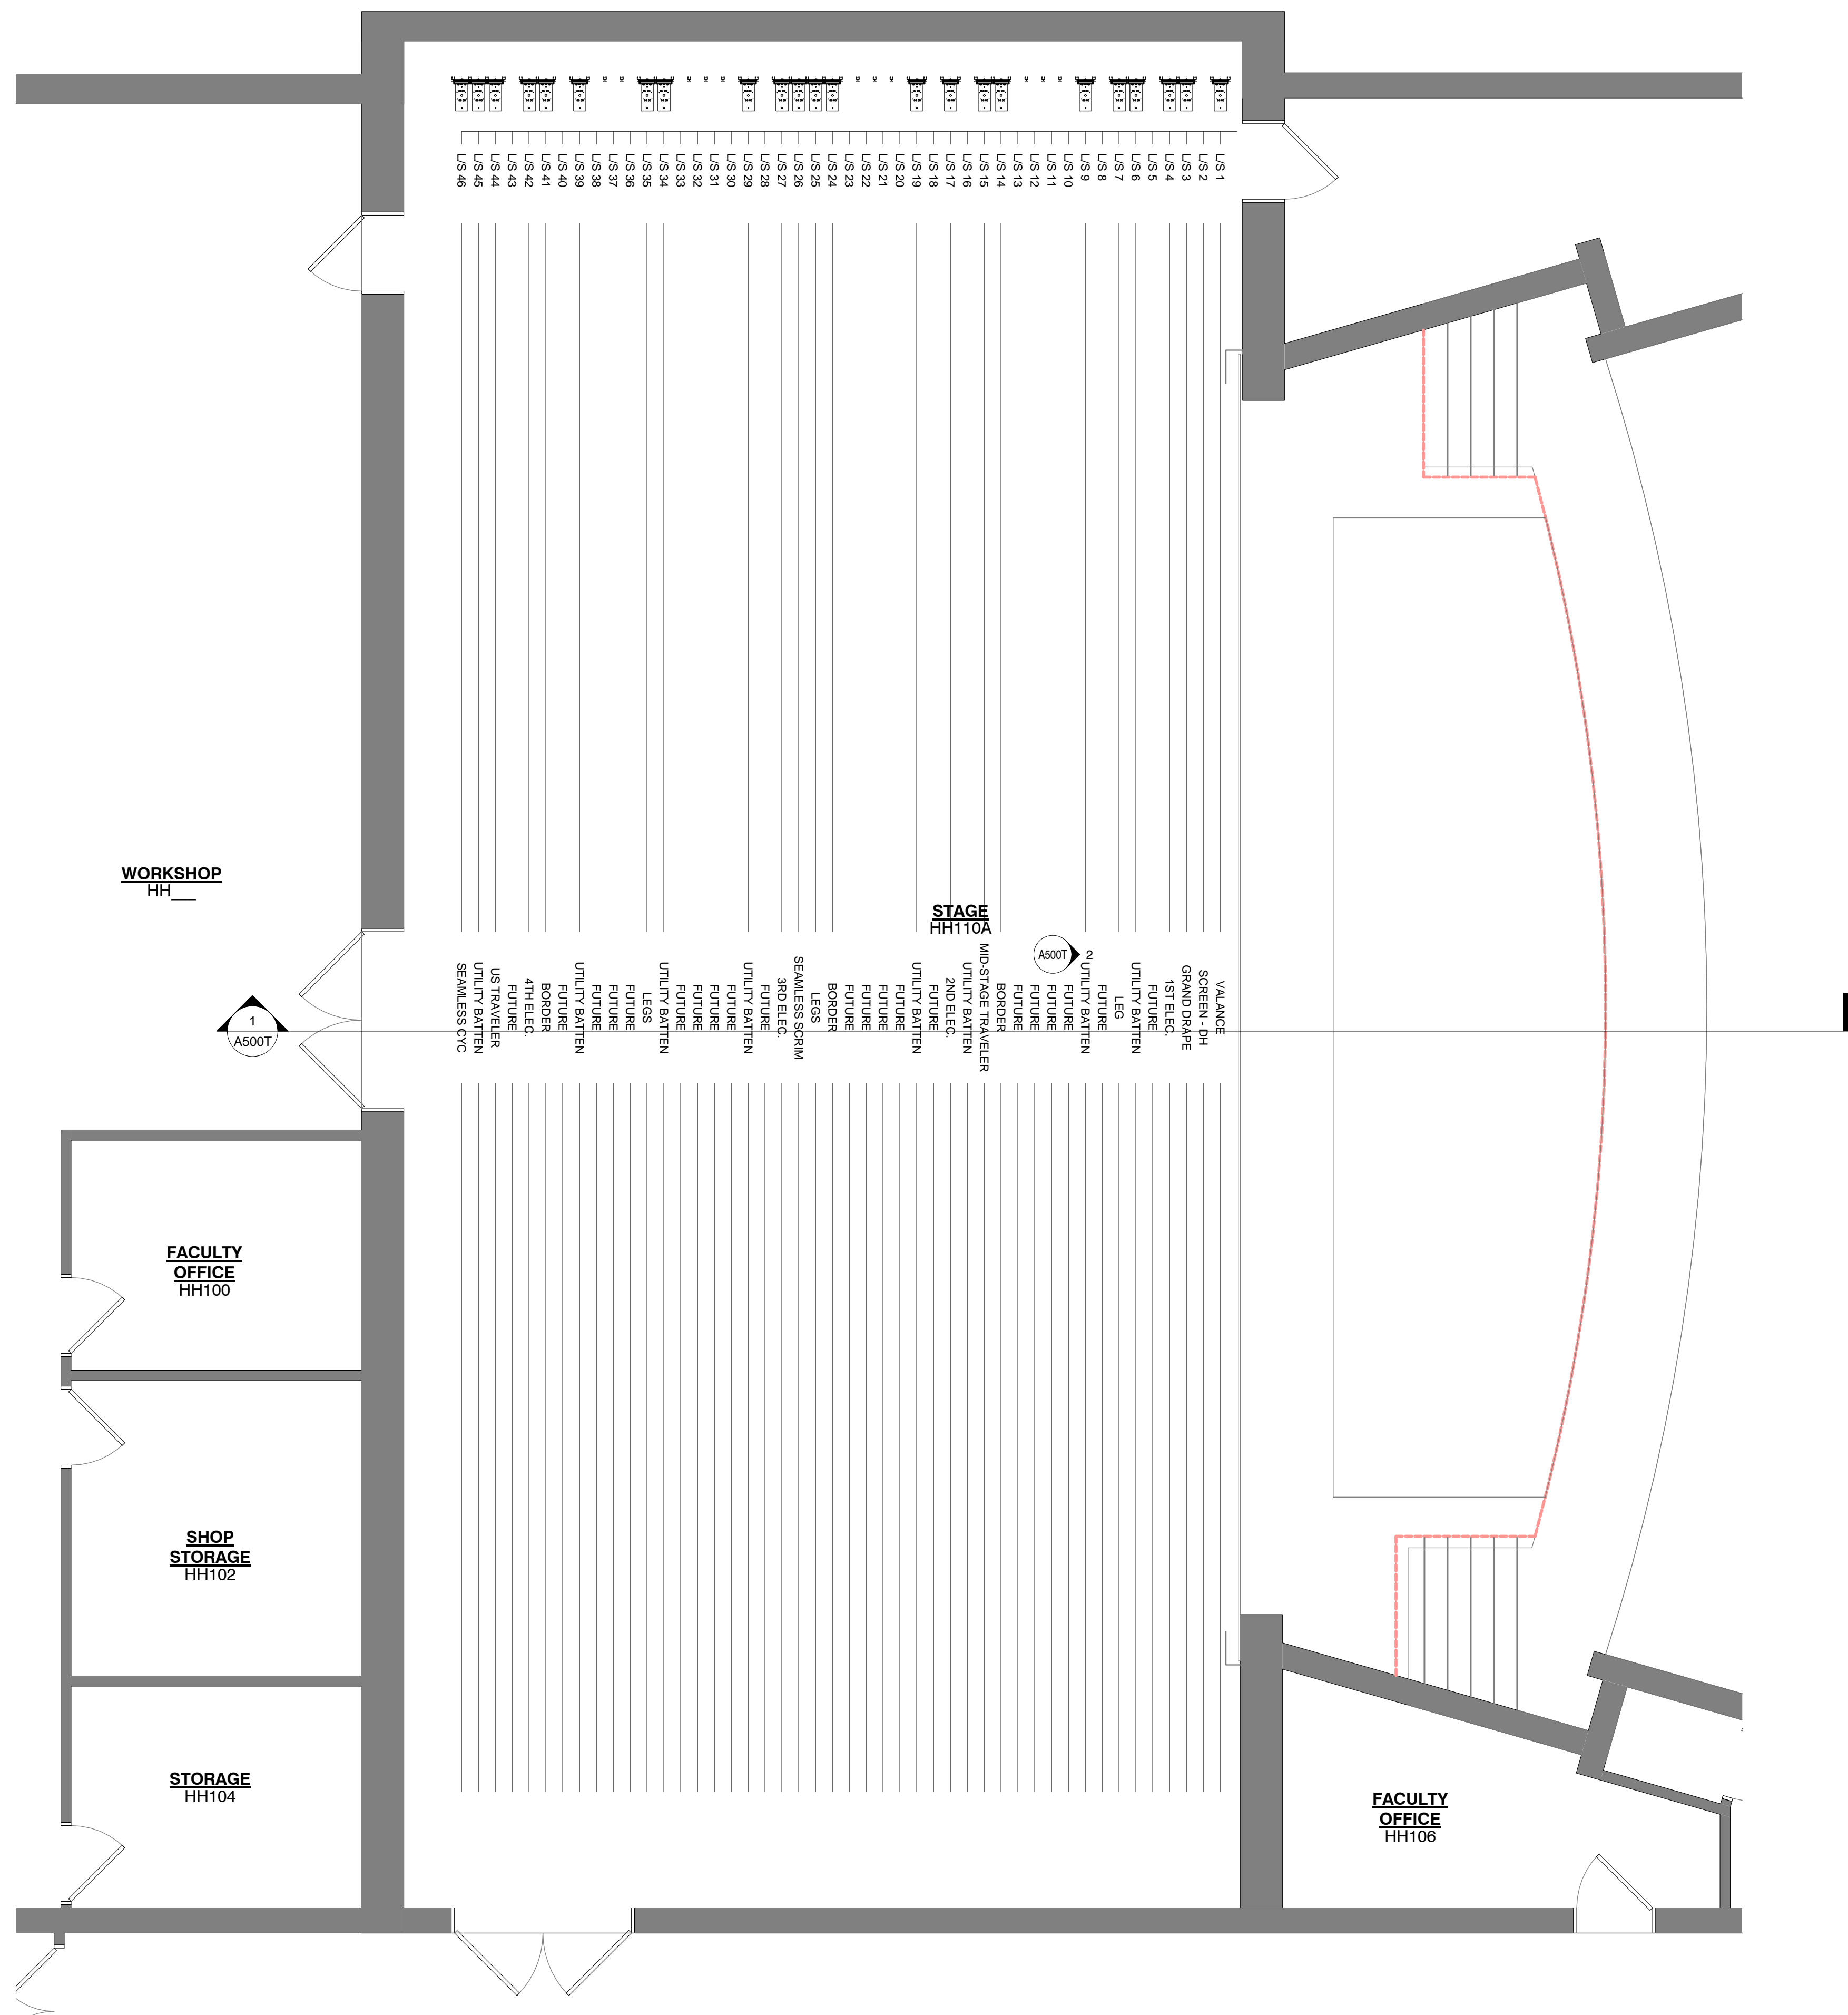 L/S 46
L/S 45
L/S 44
L/S 43
L/S 42
L/S 41
L/S 40
L/S 39
L/S 38
L/S 37
L/S 36
L/S 35
L/S 34
L/S 33
L/S 32
L/S 31
L/S 30
L/S 29
L/S 28
L/S 27
L/S 26
L/S 25
L/S 24
L/S 23
L/S 22
L/S 21
L/S 20
L/S 19
L/S 18
L/S 17
L/S 16
L/S 15
L/S 14
L/S 13
L/S 12
L/S 11
L/S 10
L/S 9
L/S 8
L/S 7
L/S 6
L/S 5
L/S 4
L/S 3
L/S 2
L/S 1
WORKSHOP
HH___
STAGE
HH110A
A500T
2
SEAMLESS CYC
UTILITY BATTEN
US TRAVELER
FUTURE
4TH ELEC.
BORDER
FUTURE
UTILITY BATTEN
FUTURE
FUTURE
FUTURE
LEGS
UTILITY BATTEN
FUTURE
FUTURE
FUTURE
FUTURE
UTILITY BATTEN
FUTURE
3RD ELEC.
SEAMLESS SCRIM
LEGS
BORDER
FUTURE
FUTURE
FUTURE
FUTURE
UTILITY BATTEN
FUTURE
2ND ELEC.
UTILITY BATTEN
MID-STAGE TRAVELER
BORDER
FUTURE
FUTURE
FUTURE
FUTURE
UTILITY BATTEN
FUTURE
LEG
UTILITY BATTEN
FUTURE
1ST ELEC.
GRAND DRAPE
SCREEN - DH
VALANCE
1
A500T
FACULTY
OFFICE
HH100
SHOP
STORAGE
HH102
STORAGE
HH104
FACULTY
OFFICE
HH106